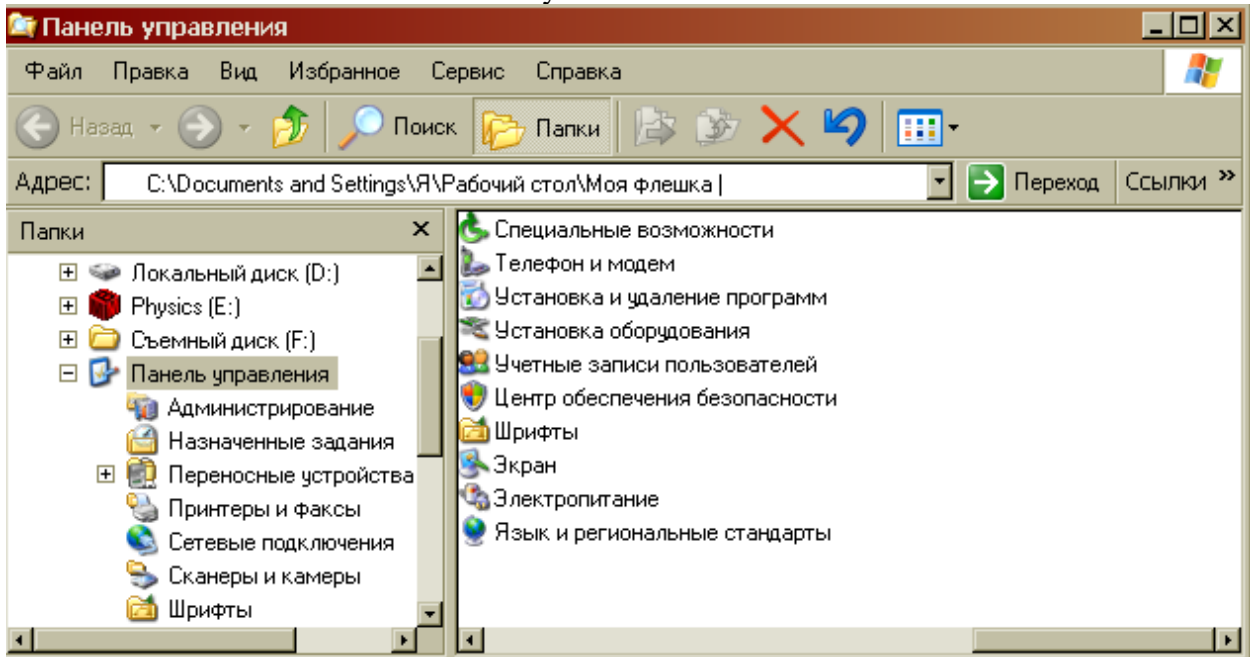 Панель управления
Файл Правка Вид Избранное Сервис Справка
Назад Поиск Папки
Адрес: C:\Documents and Settings\Я\Рабочий стол\Моя флешка | Переход Ссылки »
Папки
Локальный диск (D:)
Physics (E:)
Съемный диск (F:)
Панель управления
Администрирование
Назначенные задания
Переносные устройства
Принтеры и факсы
Сетевые подключения
Сканеры и камеры
Шрифты
Специальные возможности
Телефон и модем
Установка и удаление программ
Установка оборудования
Учетные записи пользователей
Центр обеспечения безопасности
Шрифты
Экран
Электропитание
Язык и региональные стандарты